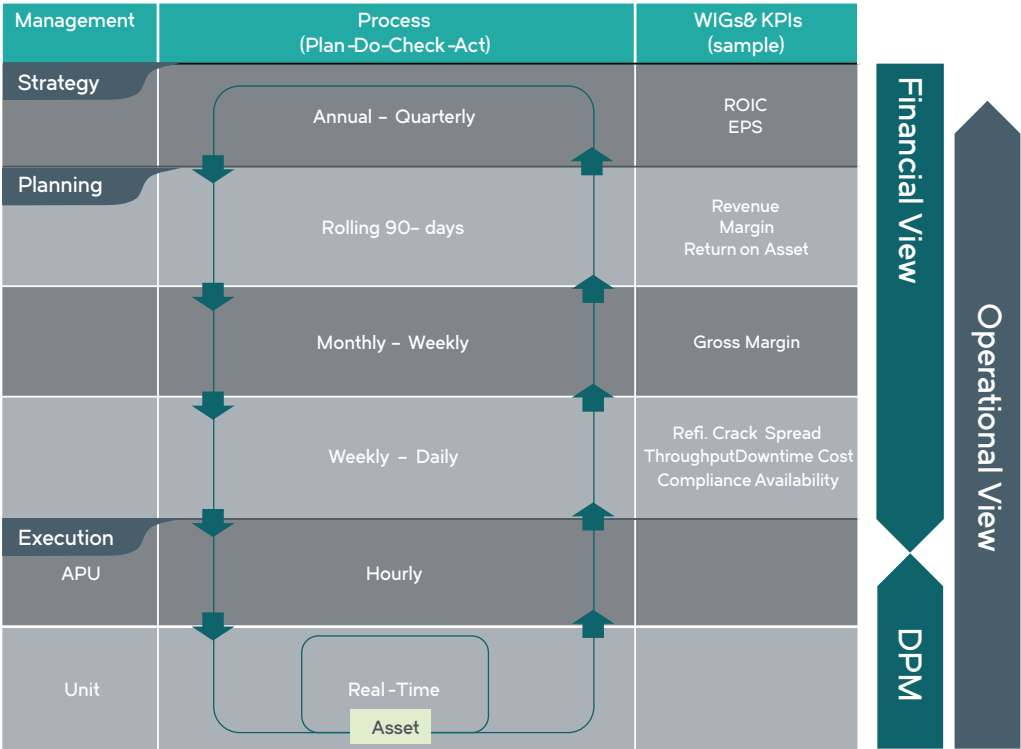 Management
Process
(Plan-Do-Check-Act)
WIGs& KPIs
(sample)
Strategy
Annual – Quarterly
ROIC
EPS
Planning
Rolling 90– days
Revenue
Margin
Return on Asset
Monthly – Weekly
Gross Margin
Weekly – Daily
Refi. Crack Spread
ThroughputDowntime Cost
Compliance Availability
Execution
APU
Hourly
Unit
Real-Time
Asset
Financial View
Operational View
DPM